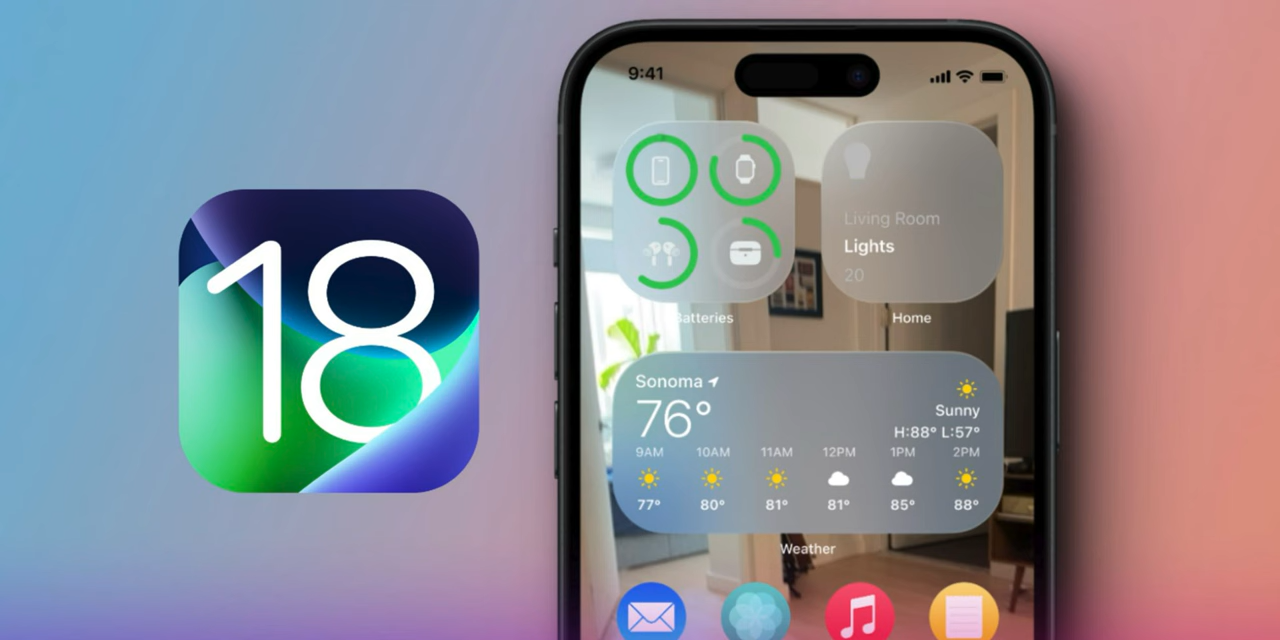 18
9:41
Living Room
Lights
20
Batteries
Home
Sonoma
76°
Sunny
H:88° L:57°
9AM 10AM 11AM 12PM 1PM 2PM
77° 80° 81° 81° 85° 88°
Weather